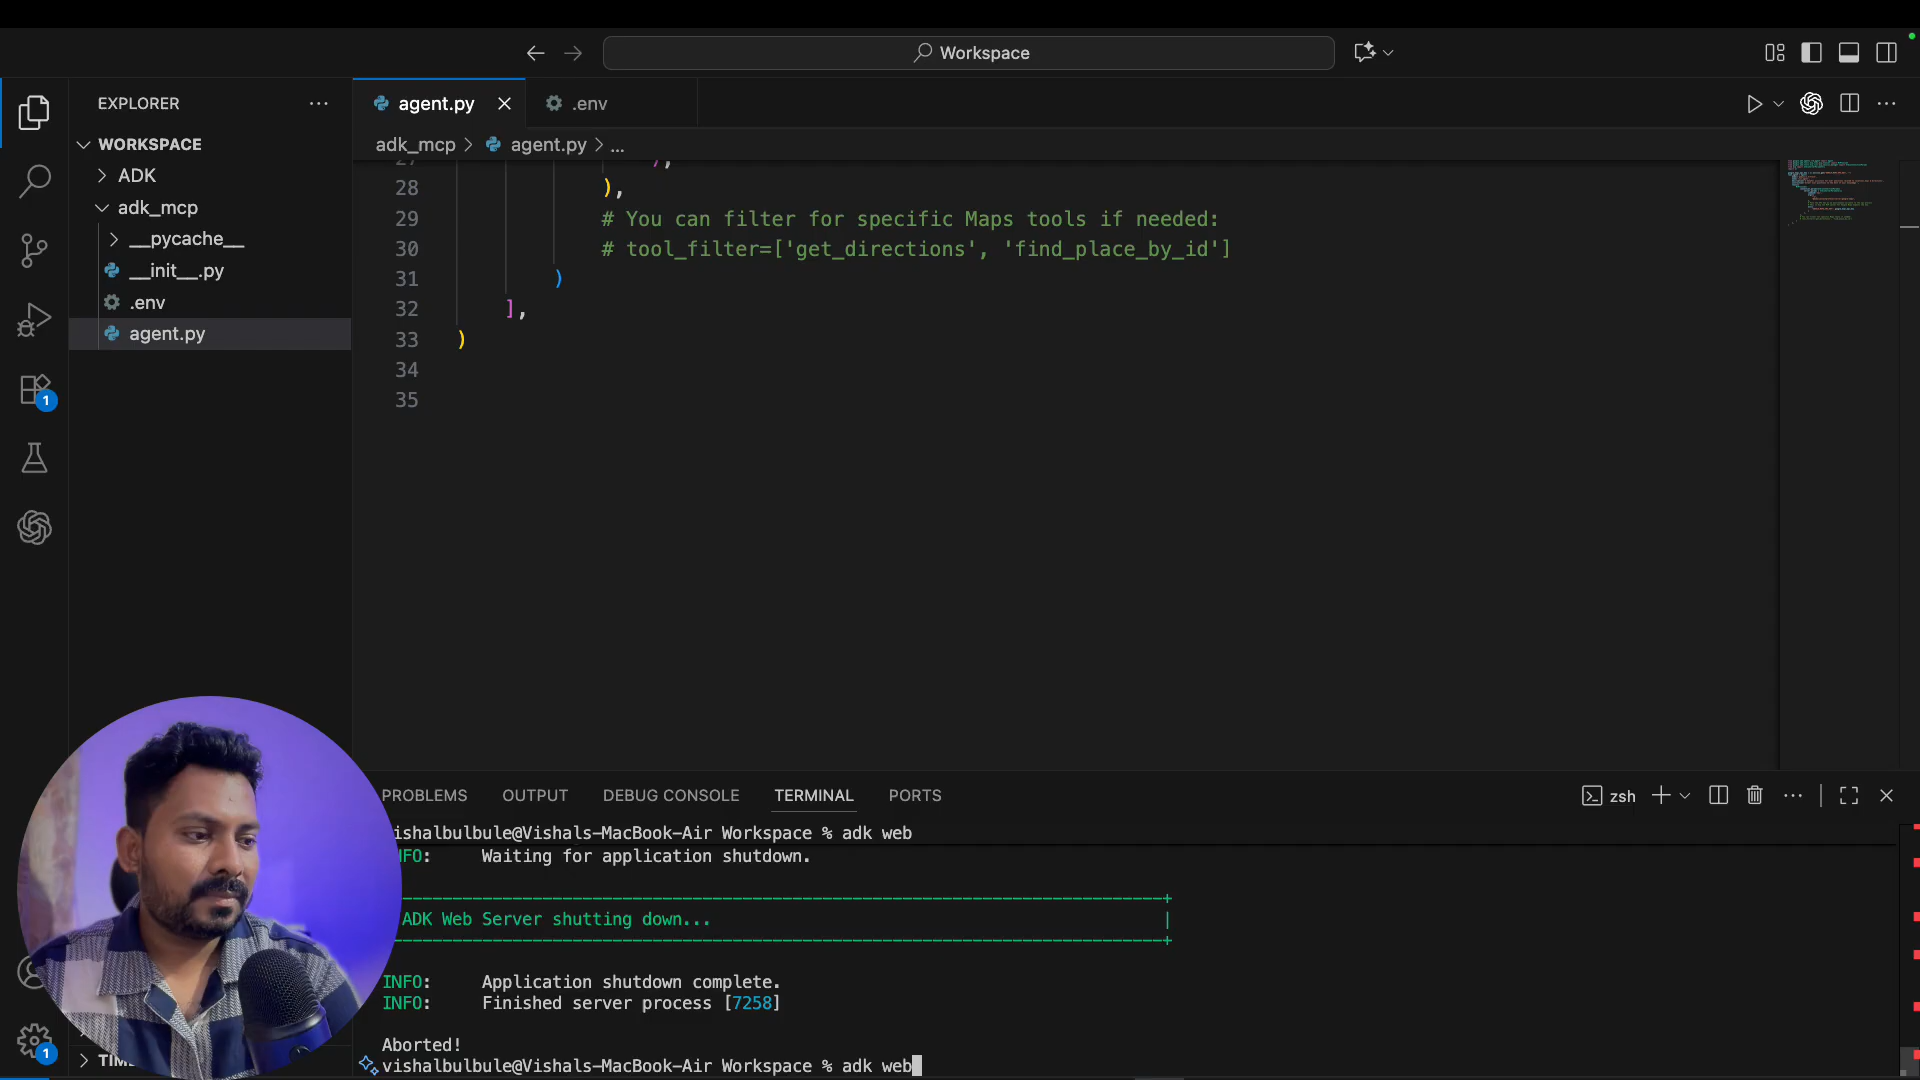 Workspace
EXPLORER
agent.py
.env
WORKSPACE
adk_mcp > agent.py > ...
ADK
adk_mcp
__pycache__
__init__.py
.env
agent.py
27 ),
28 ),
29 # You can filter for specific Maps tools if needed:
30 # tool_filter=['get_directions', 'find_place_by_id']
31 )
32 ],
33 )
34
35
1
PROBLEMS OUTPUT DEBUG CONSOLE TERMINAL PORTS
zsh
ishalbulbule@Vishals-MacBook-Air Workspace % adk web
FO: Waiting for application shutdown.
ADK Web Server shutting down... |
INFO: Application shutdown complete.
INFO: Finished server process [7258]
Aborted!
vishalbulbule@Vishals-MacBook-Air Workspace % adk web
1